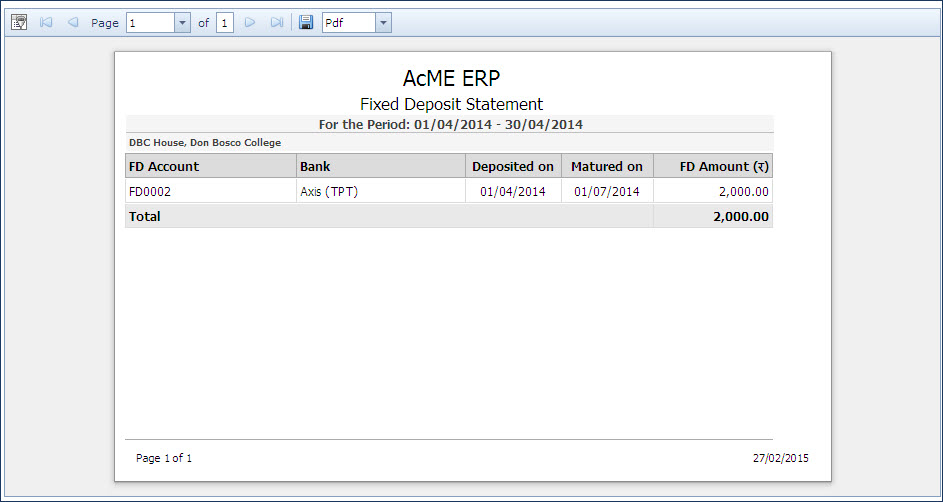 Page 1 of 1 Pdf
AcME ERP
Fixed Deposit Statement
For the Period: 01/04/2014 - 30/04/2014
DBC House, Don Bosco College
FD Account Bank Deposited on Matured on FD Amount (₹)
FD0002 Axis (TPT) 01/04/2014 01/07/2014 2,000.00
Total 2,000.00
Page 1 of 1 27/02/2015